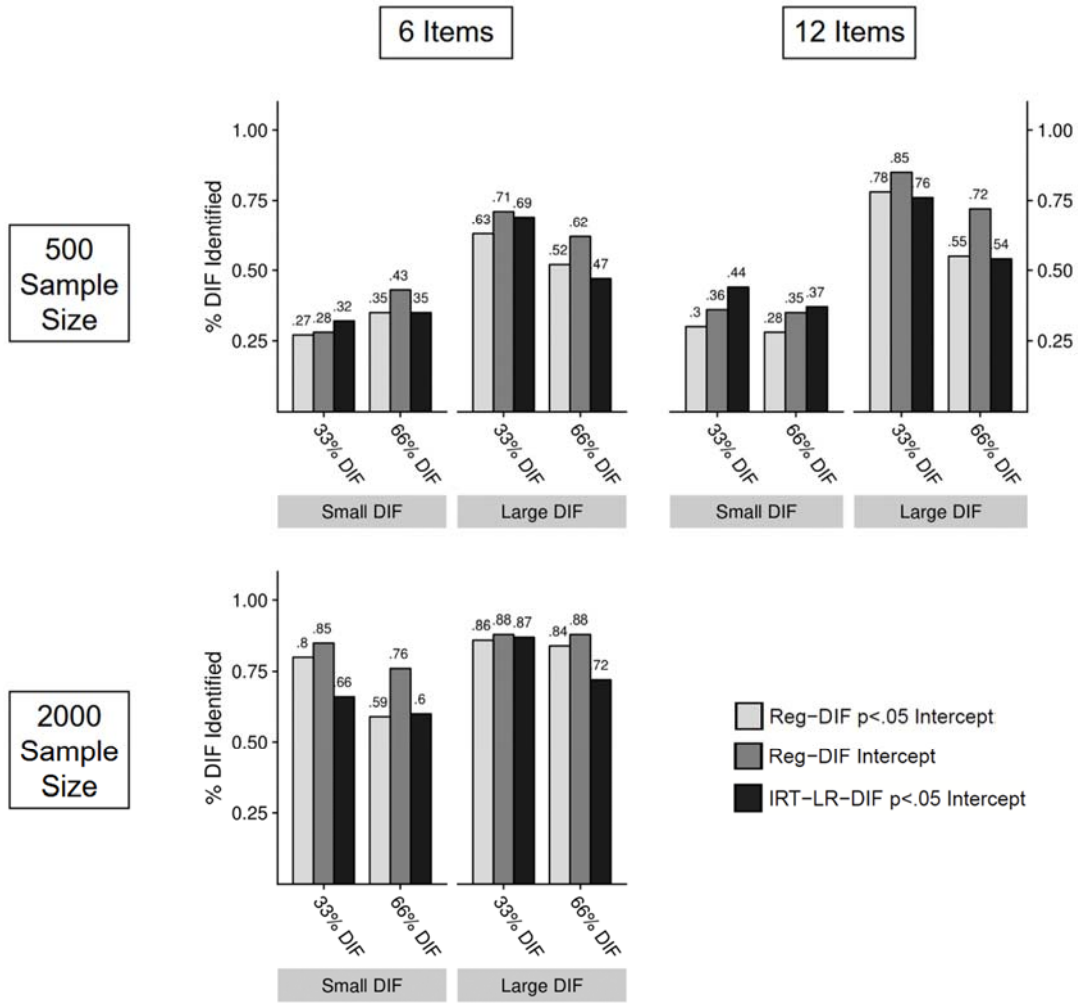 6 Items
12 Items
500
Sample
Size
% DIF Identified
1.00
0.75
0.50
0.25
.27 .28 .32
.35 .43 .35
.63 .71 .69
.52 .62 .47
33% DIF
66% DIF
33% DIF
66% DIF
Small DIF
Large DIF
.3 .36 .44
.28 .35 .37
.78 .85 .76
.55 .72 .54
1.00
0.75
0.50
0.25
33% DIF
66% DIF
33% DIF
66% DIF
Small DIF
Large DIF
2000
Sample
Size
% DIF Identified
1.00
0.75
0.50
0.25
.8 .85 .66
.59 .76 .6
.86 .88 .87
.84 .88 .72
33% DIF
66% DIF
33% DIF
66% DIF
Small DIF
Large DIF
Reg−DIF p<.05 Intercept
Reg−DIF Intercept
IRT−LR−DIF p<.05 Intercept